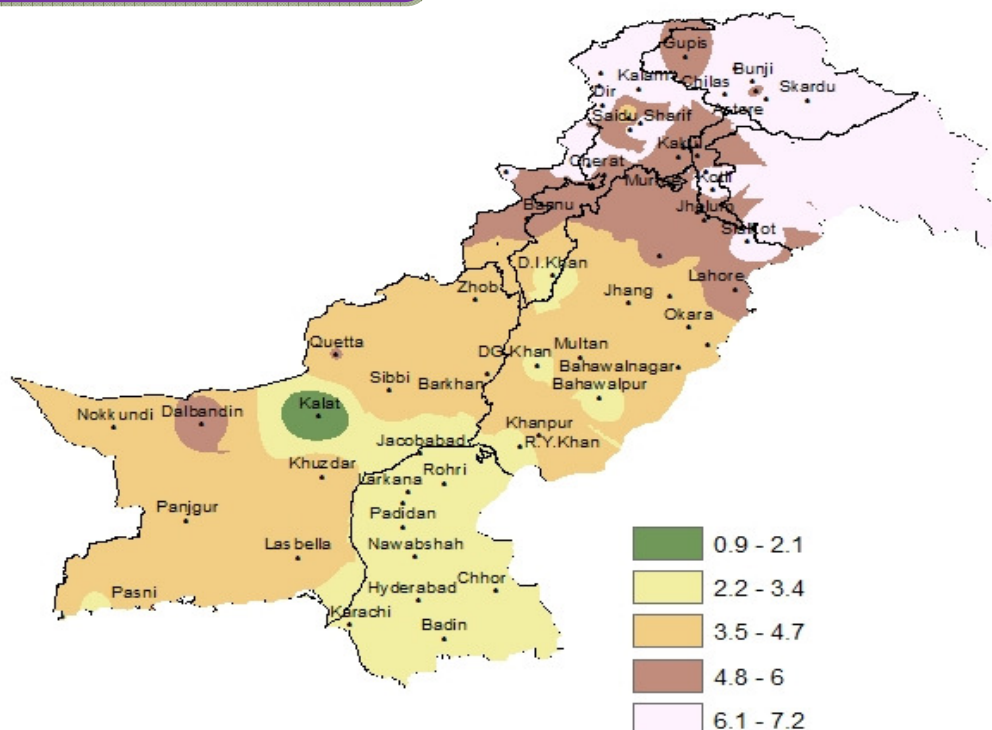 Gupis
Kalam
Chilas
Bunji
Skardu
Dir
Astore
Saidu Sharif
Kakul
Cherat
Kotli
Bannu
Jhelum
D.I.Khan
Lahore
Zhob
Jhang
Okara
Quetta
DG.Khan
Multan
Sibbi
Barkhan
Bahawalnagar
Bahawalpur
Kalat
Nokkundi
Dalbandin
Khanpur
Jacobabad
R.Y.Khan
Khuzdar
Rohri
Larkana
Panjgur
Padidan
Lasbella
Nawabshah
Pasni
Hyderabad
Chhor
Karachi
Badin
0.9 - 2.1
2.2 - 3.4
3.5 - 4.7
4.8 - 6
6.1 - 7.2